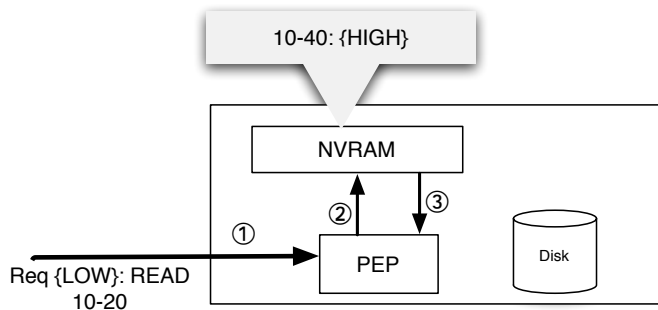 10-40: {HIGH}
NVRAM
①
②
③
Req {LOW}: READ
10-20
PEP
Disk